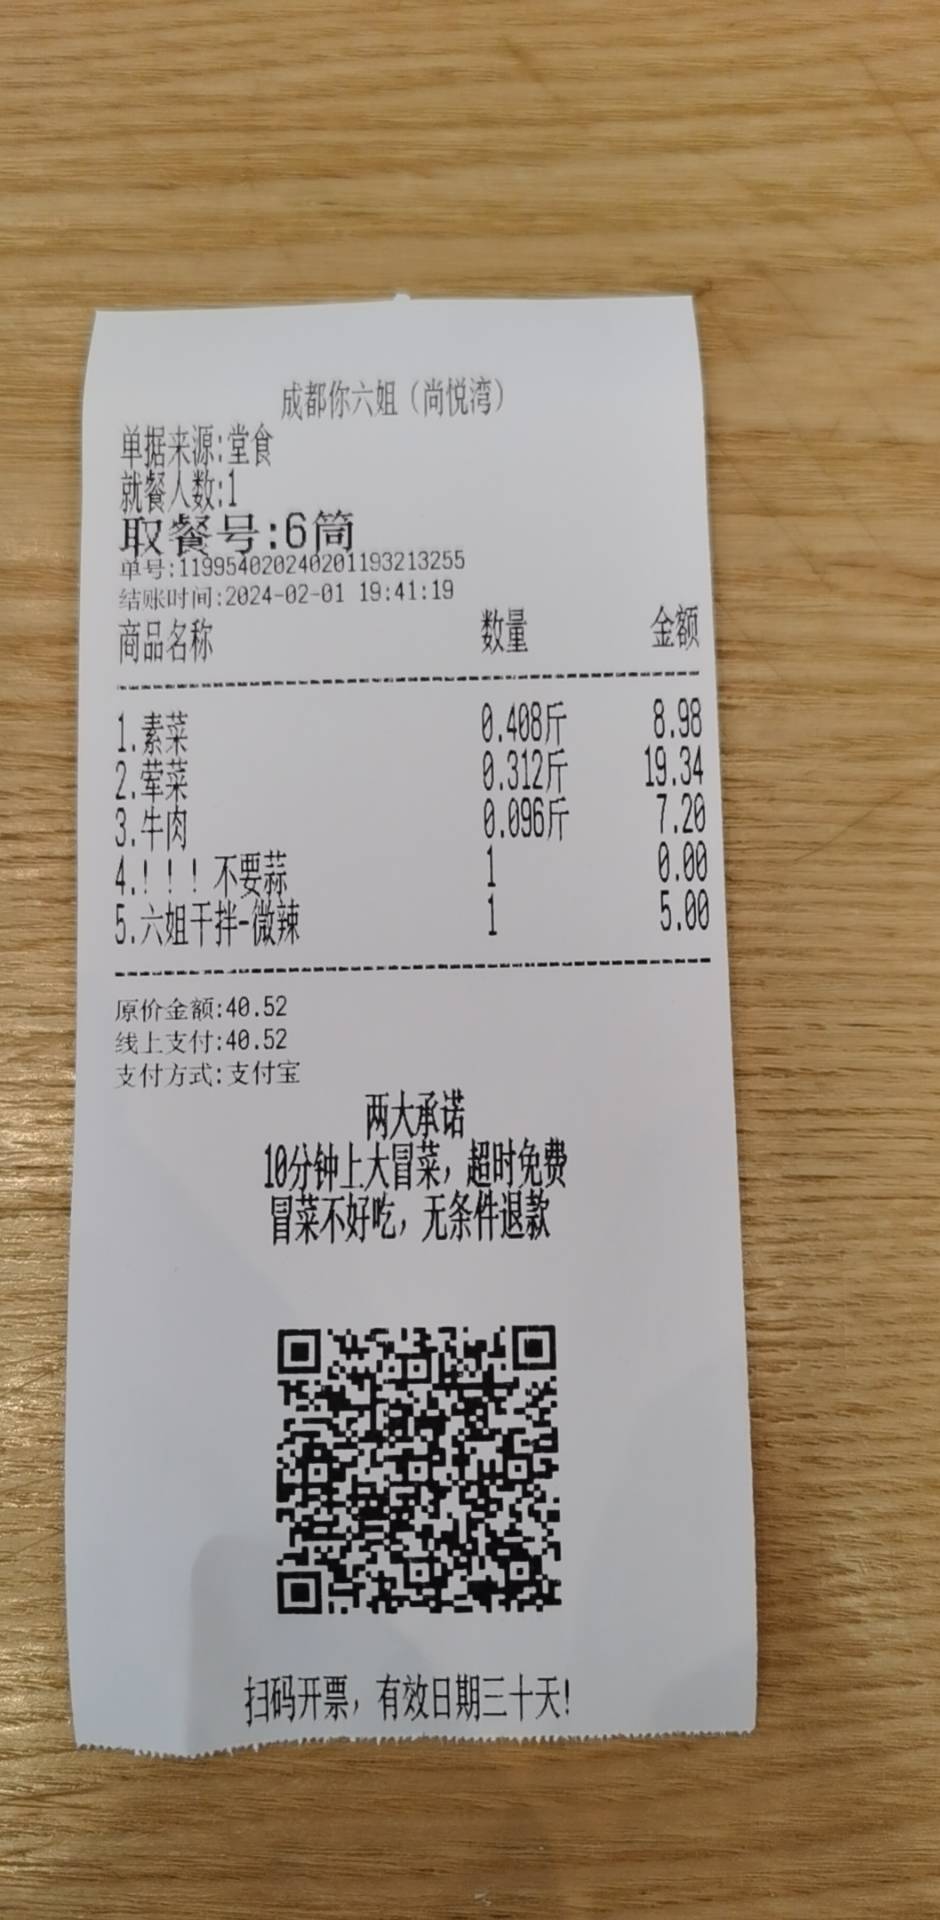 成都你六姐（尚悦湾）
单据来源:堂食
就餐人数:1
取餐号:6筒
单号:119954020240201193213255
结账时间:2024-02-01 19:41:19
商品名称 数量 金额
1.素菜 0.408斤 8.98
2.荤菜 0.312斤 19.34
3.牛肉 0.096斤 7.20
4.！！！不要蒜 1 0.00
5.六姐干拌-微辣 1 5.00
原价金额:40.52
线上支付:40.52
支付方式:支付宝
两大承诺
10分钟上大冒菜，超时免费
冒菜不好吃，无条件退款
扫码开票，有效日期三十天!